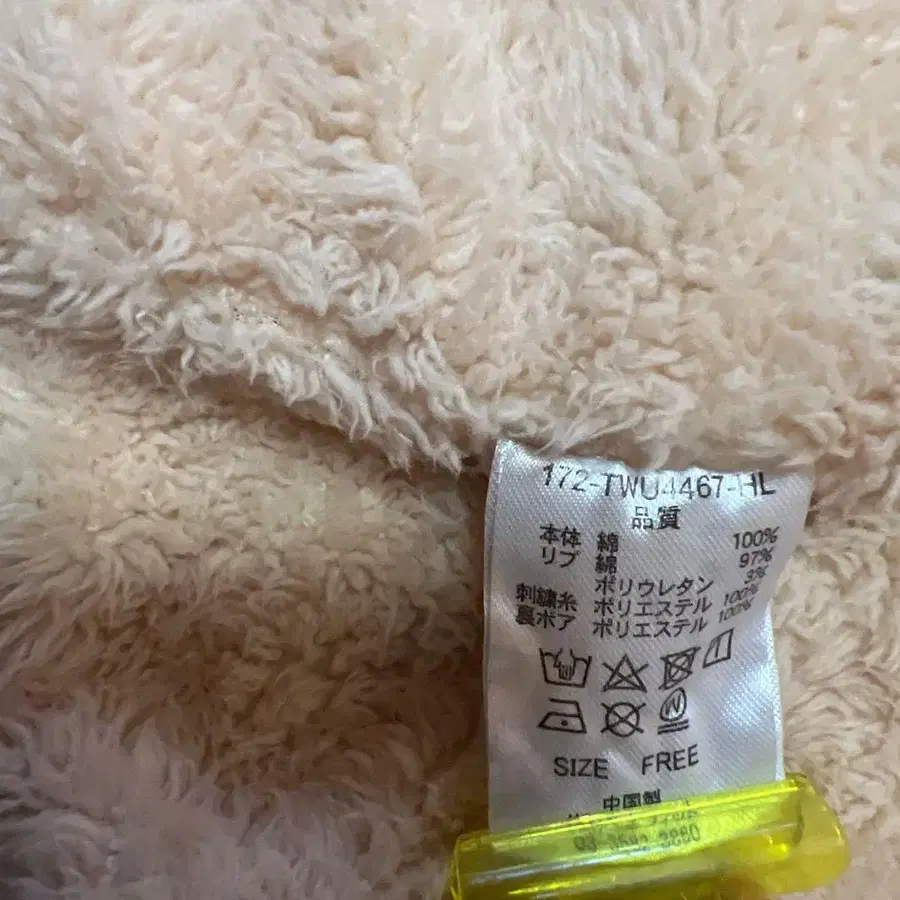 172-TWU4467-HL
品質
本体 綿 100%
リブ 綿 97%
ポリウレタン 3%
刺繍糸 ポリエステル 100%
裏ボア ポリエステル 100%
SIZE FREE
中国製